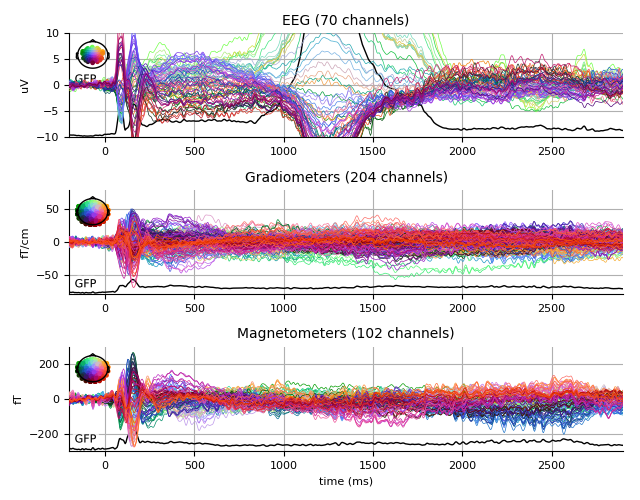 EEG (70 channels)
10
5
0
−5
−10
uV
GFP
0 500 1000 1500 2000 2500
Gradiometers (204 channels)
50
0
−50
fT/cm
GFP
0 500 1000 1500 2000 2500
Magnetometers (102 channels)
200
0
−200
fT
GFP
0 500 1000 1500 2000 2500
time (ms)